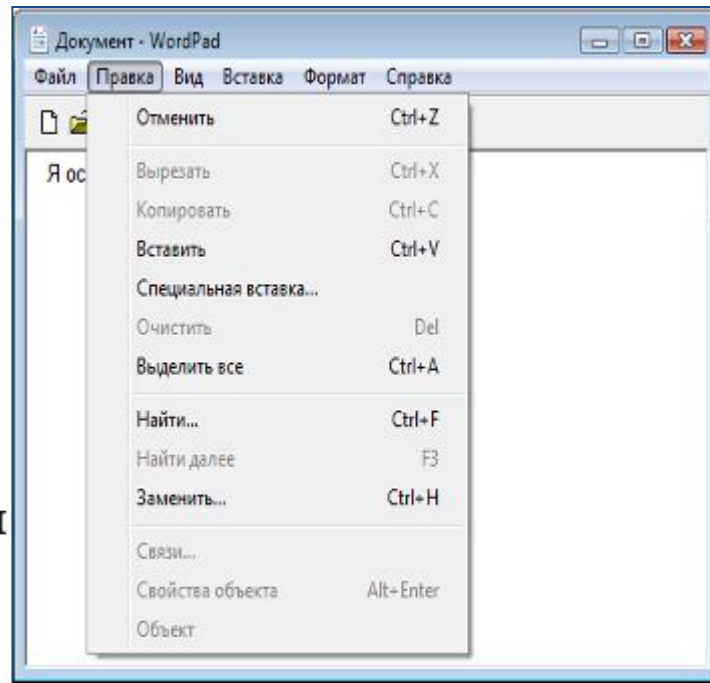 Документ - WordPad
Файл Правка Вид Вставка Формат Справка
Я ос
Отменить Ctrl+Z
Вырезать Ctrl+X
Копировать Ctrl+C
Вставить Ctrl+V
Специальная вставка...
Очистить Del
Выделить все Ctrl+A
Найти... Ctrl+F
Найти далее F3
Заменить... Ctrl+H
Связи...
Свойства объекта Alt+Enter
Объект